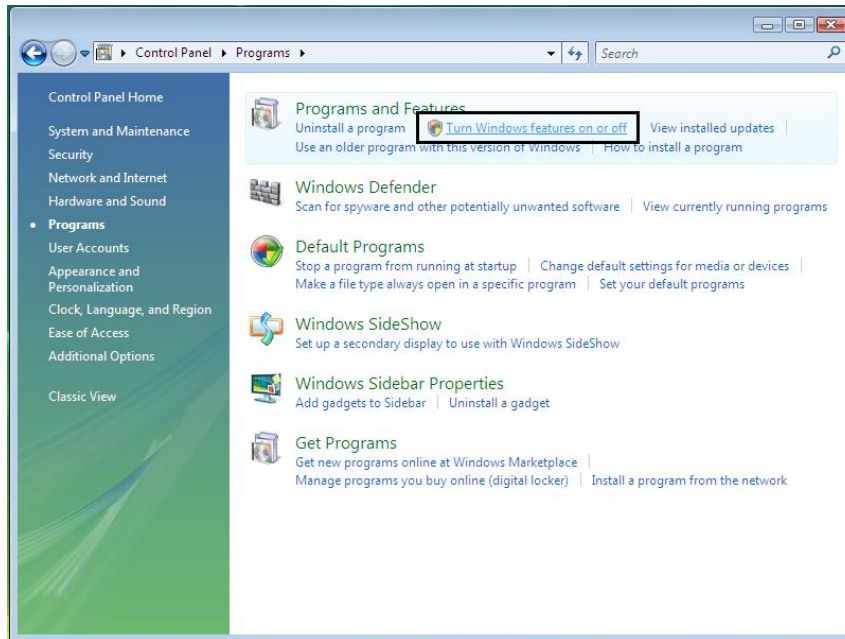 Control Panel Programs
Search
Control Panel Home
System and Maintenance
Security
Network and Internet
Hardware and Sound
Programs
User Accounts
Appearance and
Personalization
Clock, Language, and Region
Ease of Access
Additional Options
Classic View
Programs and Features
Uninstall a program Turn Windows features on or off View installed updates
Use an older program with this version of Windows How to install a program
Windows Defender
Scan for spyware and other potentially unwanted software View currently running programs
Default Programs
Stop a program from running at startup Change default settings for media or devices
Make a file type always open in a specific program Set your default programs
Windows SideShow
Set up a secondary display to use with Windows SideShow
Windows Sidebar Properties
Add gadgets to Sidebar Uninstall a gadget
Get Programs
Get new programs online at Windows Marketplace
Manage programs you buy online (digital locker) Install a program from the network